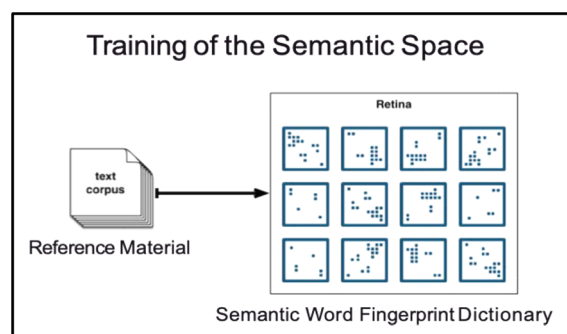 Training of the Semantic Space
Retina
text
corpus
Reference Material
Semantic Word Fingerprint Dictionary